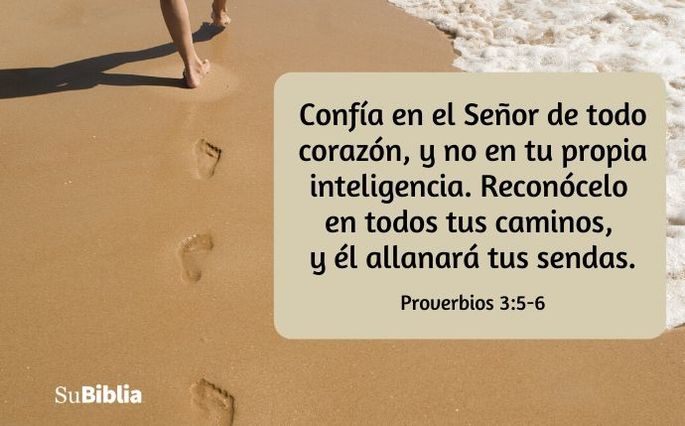 Confía en el Señor de todo
corazón, y no en tu propia
inteligencia. Reconócelo
en todos tus caminos,
y él allanará tus sendas.
Proverbios 3:5-6
SuBiblia